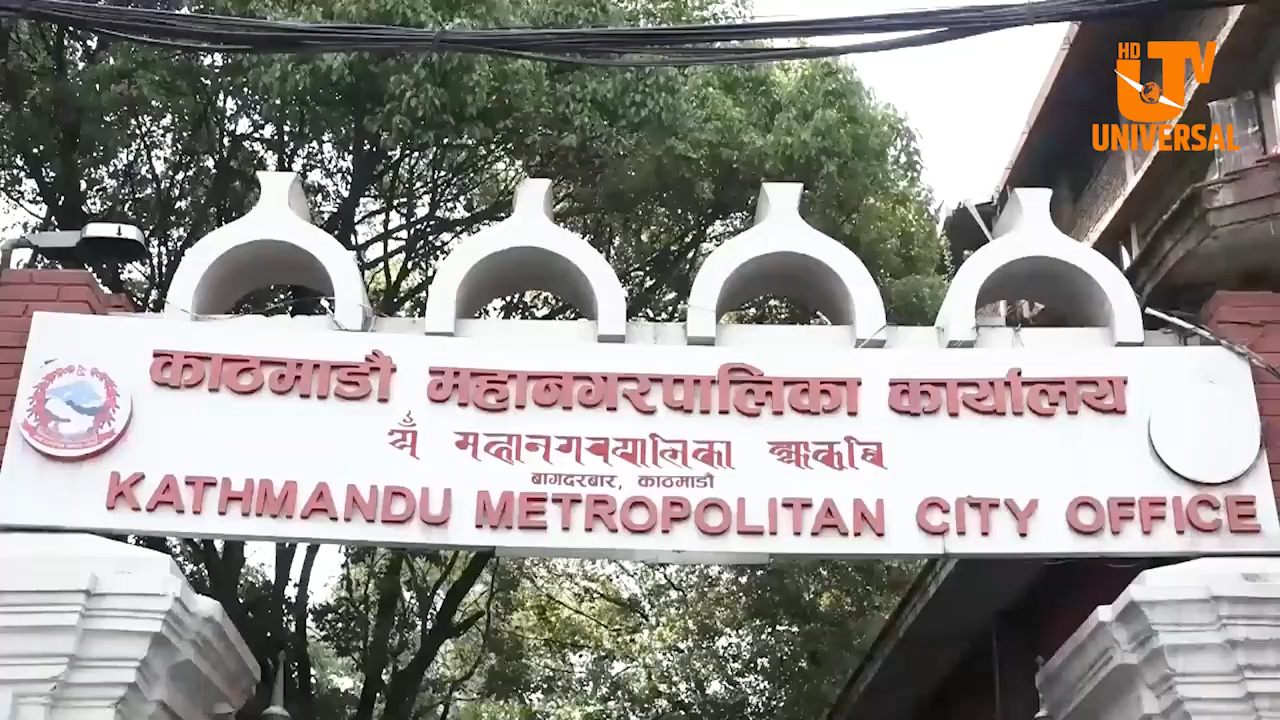 HD
UTV
UNIVERSAL
काठमाडौं महानगरपालिका कार्यालय
बागदरबार, काठमाडौं
KATHMANDU METROPOLITAN CITY OFFICE